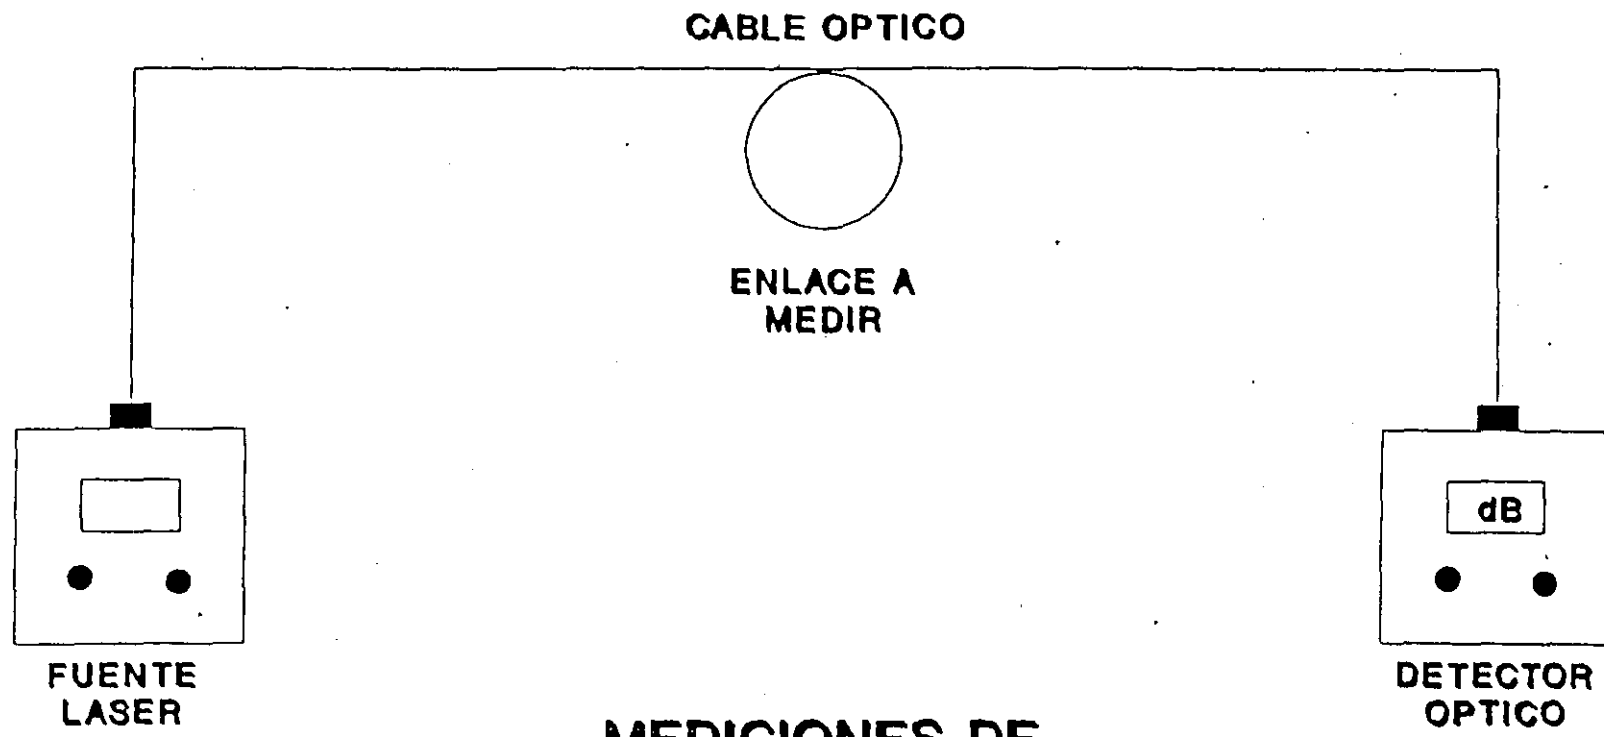 CABLE OPTICO
ENLACE A
MEDIR
dB
FUENTE
LASER
DETECTOR
OPTICO
MEDICIONES DE